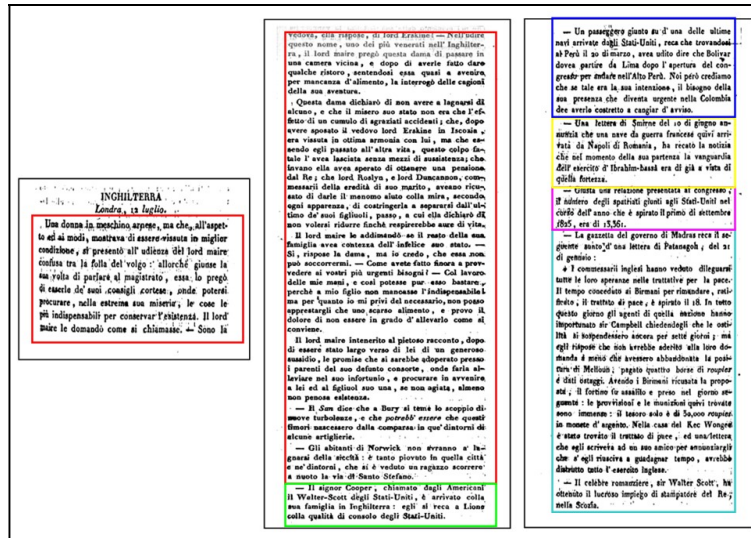 INGHILTERRA
Londra, 12 luglio.
Una donna in meschino arnese, ma che, all'aspet-
to ed ai modi, mostrava di essere vissuta in miglior
condizione, si presentò all'udienza del lord maire
confusa tra la folla del volgo: allorché giunse la
sua volta di parlare al magistrato, essa lo pregò
di esserle de' suoi consigli cortese, onde potersi
procurare, nella estrema sua miseria, le cose le
più indispensabili per conservar l'esistenza. Il lord
maire le domandò come si chiamasse. — Sono la
vedova, ella rispose, di lord Erskine! — Nell'udire
questo nome, uno dei più venerati nell'Inghilter-
ra, il lord maire pregò questa dama di passare in
una camera vicina, e dopo di averle fatto dare
qualche ristoro, sentendosi essa quasi a svenire
per mancanza d'alimento, la interrogò delle cagioni
della sua sventura.
Questa dama dichiarò di non avere a lagnarsi di
alcuno, e che il misero suo stato non era che l'ef-
fetto di un cumulo di sgraziati accidenti; che, dopo
avere sposato il vedovo lord Erskine in Iscozia,
era vissuta in ottima armonia con lui, ma che es-
sendo egli passato all'altra vita, questo colpo fa-
tale l'avea lasciata senza mezzi di sussistenza; che
invano ella avea sperato di ottenere una pensione
dal Re; che lord Roslyn, e lord Duncannon, com-
messarii della eredità di suo marito, aveano ricu-
sato di darle il menomo aiuto colla mira, secondo
ogni apparenza, di costringerla a separarsi dall'ul-
timo de' suoi figliuoli, passo, a cui ella dichiarò di
non volersi ridurre finchè respirerebbe aure di vita.
Il lord maire le addimandò se il resto della sua
famiglia avea contezza dell'infelice suo stato. —
Sì, rispose la dama, ma io credo, che essa non
può soccorrermi. — Come avete fatto finora a prov-
vedere ai vostri più urgenti bisogni? — Col lavoro
delle mie mani, e così potesse pur esso bastare,
perchè a mio figlio non mancasse l'indispensabile!
ma per quanto io mi privi del necessario, non posso
apprestargli che uno scarso alimento, e provo il
dolore di non essere in grado d'allevarlo come si
conviene.
Il lord maire intenerito al pietoso racconto, dopo
di essere stato largo verso di lei di un generoso
sussidio, le promise che si sarebbe adoperato presso
i parenti del suo defunto consorte, onde farla al-
laviare nel suo infortunio, e procurare in avvenire
a lei ed al figliuol suo una, se non agiata, almeno
non penosa esistenza.
— Il Sun dice che a Bury si teme lo scoppio di
nuove turbolenze, e che potrebb' essere che questi
timori nascessero dalla comparsa in que' dintorni di
alcune artiglierie.
— Gli abitanti di Norwick non avranno a la-
gnarsi della siccità: è tanto piovuto in quella città
e ne' dintorni, che si è veduto un ragazzo scorrere
a nuoto la via di Santo Stefano.
— Il signor Cooper, chiamato dagli Americani
il Walter-Scott degli Stati-Uniti, è arrivato colla
sua famiglia in Inghilterra: egli si reca a Lione
colla qualità di consolo degli Stati-Uniti.
— Un passeggero giunto su d'una delle ultime
navi arrivate dagli Stati-Uniti, reca che trovandosi
al Perù il 20 di marzo, avea udito dire che Bolivar
dovea partire da Lima dopo l'apertura del con-
gresso per andare nell'Alto Perù. Noi però crediamo
che se tale era la sua intenzione, il bisogno della
sua presenza che diventa urgente nella Colombia
dee averlo costretto a cangiar d'avviso.
— Una lettera di Smirne del 10 di giugno an-
nunzia che una nave da guerra francese quivi arri-
vata da Napoli di Romania, ha recato la notizia
che nel momento della sua partenza la vanguardia
dell'esercito d'Ibrahim-bassà era di già a vista di
quella fortezza.
— Giusta una relazione presentata al congresso,
il numero degli spatriati giunti agli Stati-Uniti nel
corso dell'anno che è spirato il primo di settembre
1825, era di 13,361.
— La gazzetta del governo di Madras reca il se-
guente sunto d'una lettera di Patanagoh, del 21
di gennaio:
« I commessarii inglesi hanno veduto dileguarsi
tutte le loro speranze nelle trattative per la pace.
Il tempo conceduto ai Birmani per rimandare, rati-
ficato, il trattato di pace, è spirato il 18. In tutto
questo giorno gli agenti di quella nazione hanno
importunato sir Campbell chiedendogli che le osti-
lità si sospendessero ancora per sette giorni; ma
egli rispose che non avrebbe aderito alla loro do-
manda a meno che avessero abbandonata la posi-
tura di Melloun, pagato quattro borse di roupies
e dati ostaggi. Avendo i Birmani ricusata la propo-
sta, il fortino fu assalito e preso nel giorno se-
guente: le provvisioni e le munizioni quivi trovate
sono immense: il tesoro solo è di 80,000 roupies
in monete d'argento. Nella casa del Kec Wonges
è stato trovato il trattato di pace, ed una lettera,
che egli scriveva ad un suo amico per annunziargli
che s'egli riusciva a guadagnar tempo, avrebbe
distrutto tutto l'esercito Inglese.
— Il celebre romanziere, sir Walter Scott, ha
ottenuto il lucroso impiego di stampatore del Re,
nella Scozia.